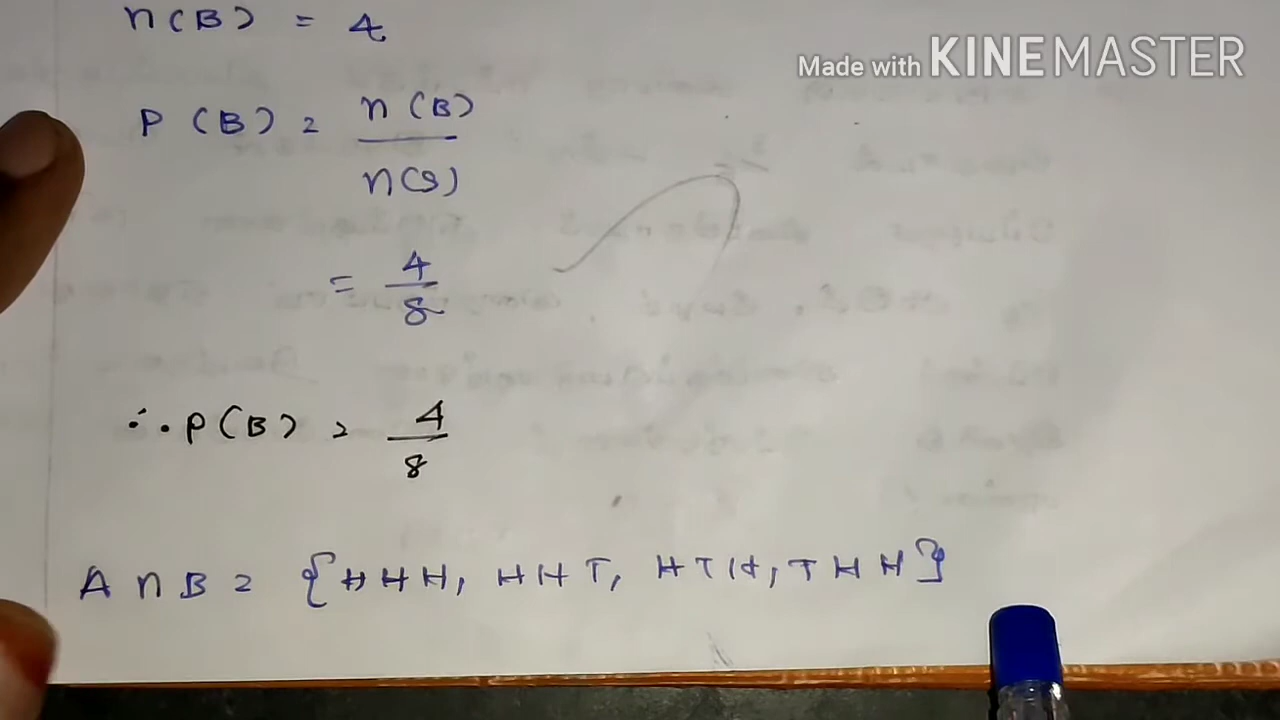 n(B) = 4
Made with KINEMASTER
P(B) = n(B)
n(S)
= 4
8
∴ P(B) = 4
8
A ∩ B = {HHH, HHT, HTH, THH}